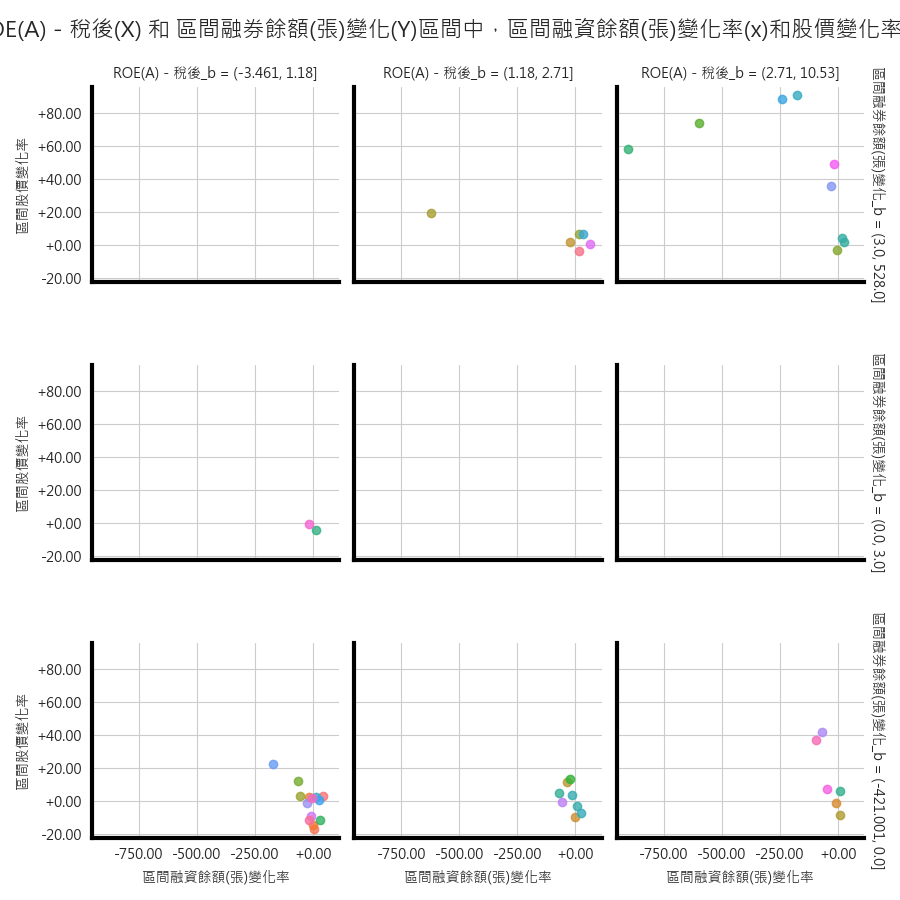 OE(A) - 稅後(X) 和 區間融券餘額(張)變化(Y)區間中，區間融資餘額(張)變化率(x)和股價變化率
ROE(A) - 稅後_b = (-3.461, 1.18]
ROE(A) - 稅後_b = (1.18, 2.71]
ROE(A) - 稅後_b = (2.71, 10.53]
區間股價變化率
+80.00
+60.00
+40.00
+20.00
+0.00
-20.00
區間融券餘額(張)變化_b = (3.0, 528.0]
區間股價變化率
+80.00
+60.00
+40.00
+20.00
+0.00
-20.00
區間融券餘額(張)變化_b = (0.0, 3.0]
區間股價變化率
+80.00
+60.00
+40.00
+20.00
+0.00
-20.00
區間融券餘額(張)變化_b = (-421.001, 0.0]
-750.00 -500.00 -250.00 +0.00
-750.00 -500.00 -250.00 +0.00
-750.00 -500.00 -250.00 +0.00
區間融資餘額(張)變化率
區間融資餘額(張)變化率
區間融資餘額(張)變化率